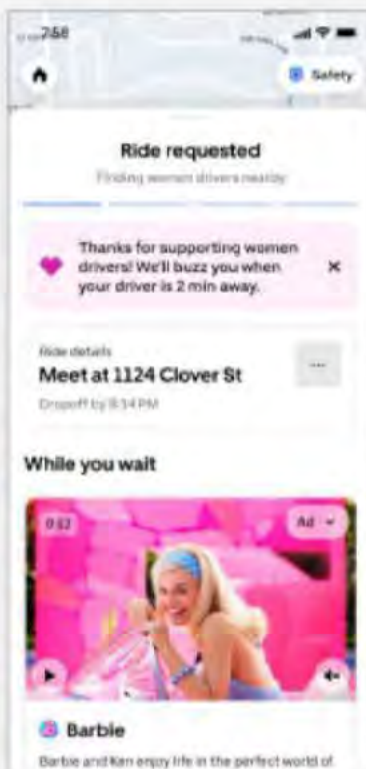 7:58
Safety
Ride requested
Finding women drivers nearby
Thanks for supporting women
drivers! We'll buzz you when
your driver is 2 min away.
Ride details
Meet at 1124 Clover St
Dropoff by 8:14 PM
While you wait
Ad
Barbie
Barbie and Ken enjoy life in the perfect world of